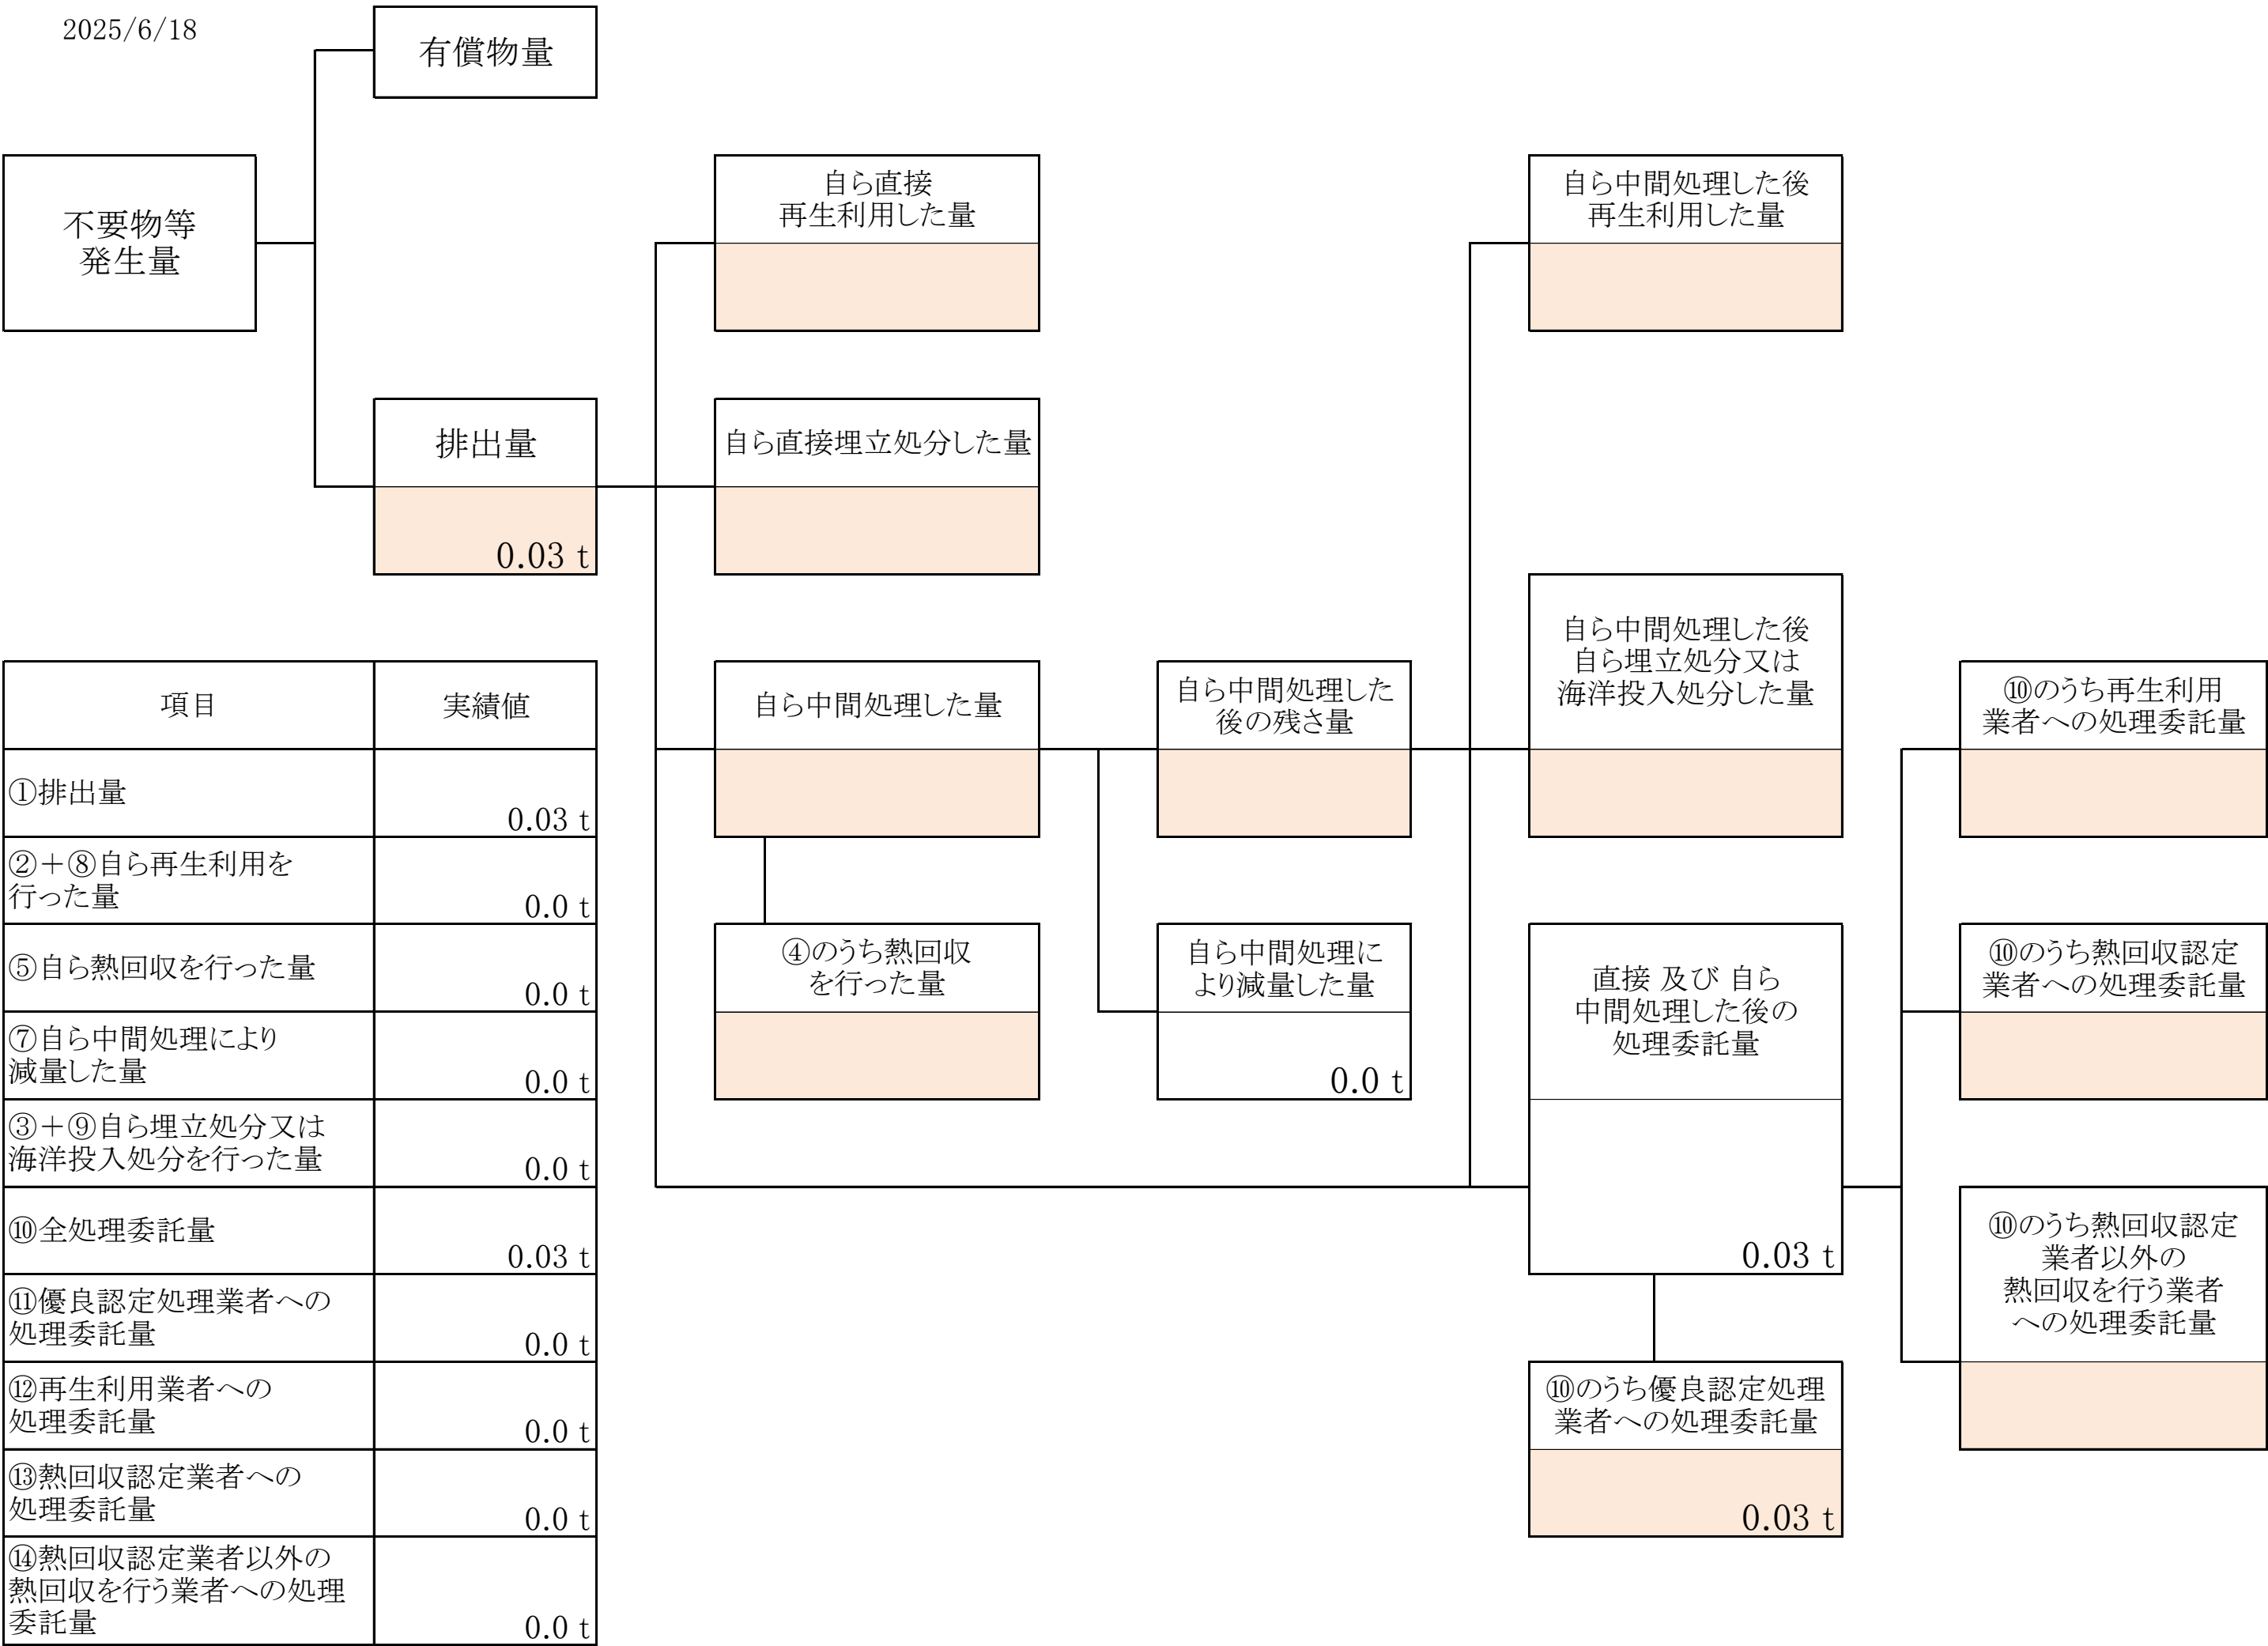 2025/6/18
有償物量
不要物等
発生量
自ら直接
再生利用した量
自ら中間処理した後
再生利用した量
排出量
0.03 t
自ら直接埋立処分した量
自ら中間処理した量
自ら中間処理した
後の残さ量
自ら中間処理した後
自ら埋立処分又は
海洋投入処分した量
⑩のうち再生利用
業者への処理委託量
④のうち熱回収
を行った量
自ら中間処理に
より減量した量
0.0 t
直接 及び 自ら
中間処理した後の
処理委託量
0.03 t
⑩のうち熱回収認定
業者への処理委託量
⑩のうち熱回収認定
業者以外の
熱回収を行う業者
への処理委託量
⑩のうち優良認定処理
業者への処理委託量
0.03 t
項目 実績値
①排出量
0.03 t
②＋⑧自ら再生利用を
行った量
0.0 t
⑤自ら熱回収を行った量
0.0 t
⑦自ら中間処理により
減量した量
0.0 t
③＋⑨自ら埋立処分又は
海洋投入処分を行った量
0.0 t
⑩全処理委託量
0.03 t
⑪優良認定処理業者への
処理委託量
0.0 t
⑫再生利用業者への
処理委託量
0.0 t
⑬熱回収認定業者への
処理委託量
0.0 t
⑭熱回収認定業者以外の
熱回収を行う業者への処理
委託量
0.0 t